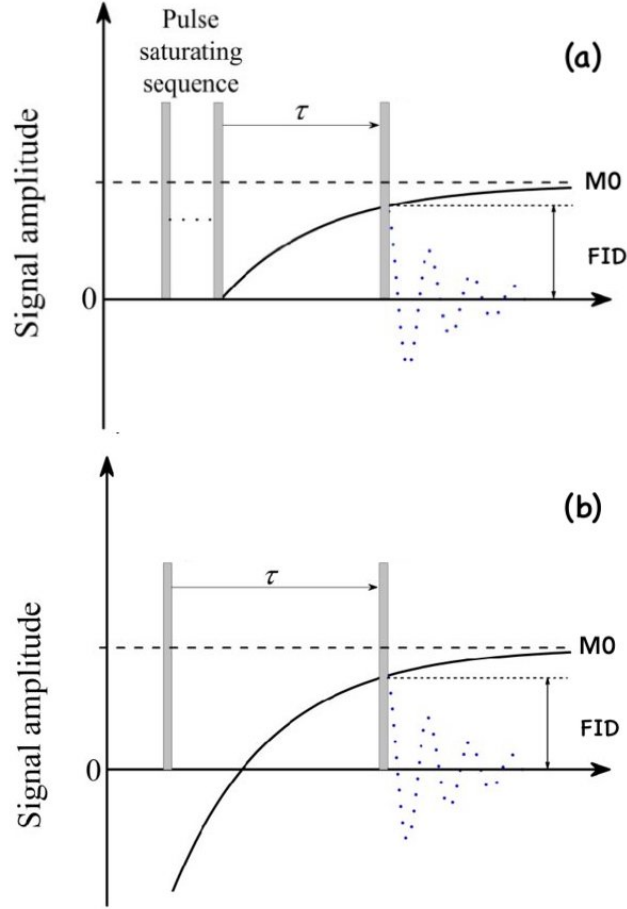 Pulse
saturating
sequence
(a)
τ
M0
FID
0
Signal amplitude
(b)
τ
M0
FID
0
Signal amplitude